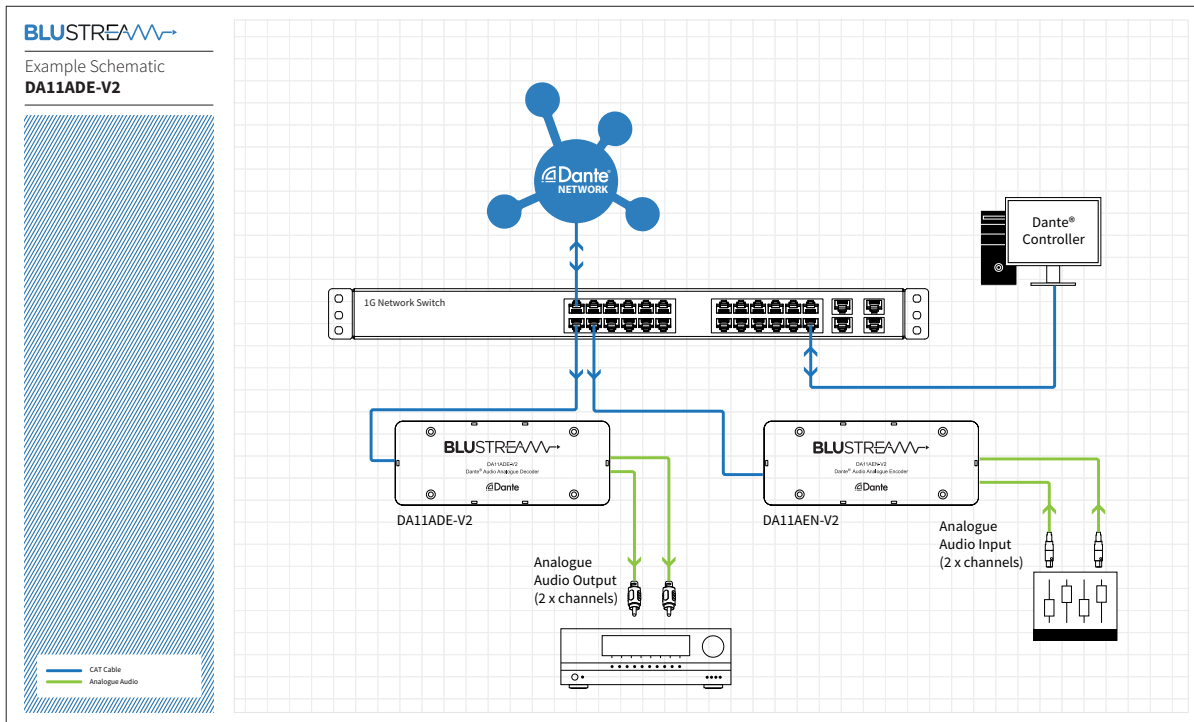 BLUSTREAM
Example Schematic
DA11ADE-V2
Dante®
NETWORK
Dante®
Controller
1G Network Switch
BLUSTREAM
DA11ADE-V2
Dante® Audio Analogue Decoder
Dante
DA11ADE-V2
BLUSTREAM
DA11AEN-V2
Dante® Audio Analogue Encoder
Dante
DA11AEN-V2
Analogue
Audio Input
(2 x channels)
Analogue
Audio Output
(2 x channels)
CAT Cable
Analogue Audio